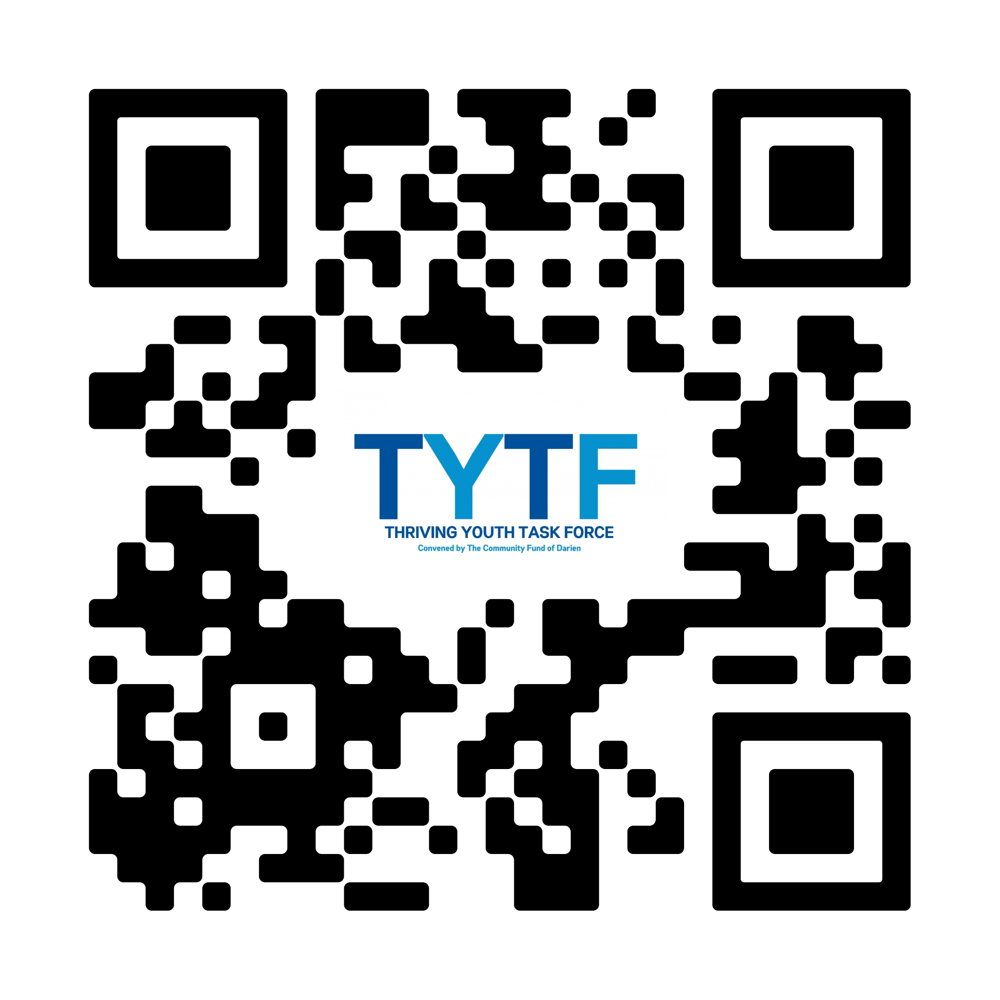 TYTF
THRIVING YOUTH TASK FORCE
Convened by The Community Fund of Darien